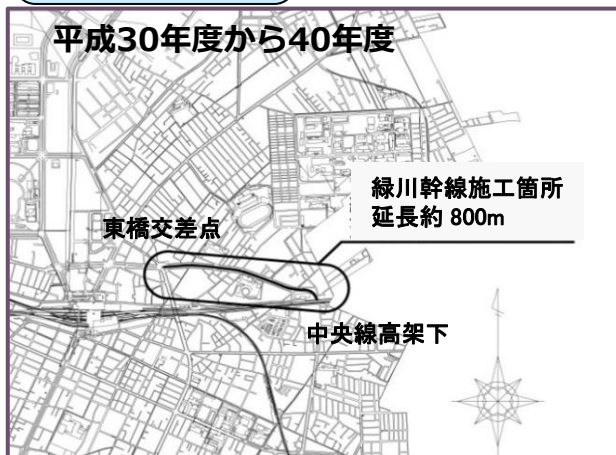 平成30年度から40年度
緑川幹線施工箇所
延長約 800m
東橋交差点
中央線高架下